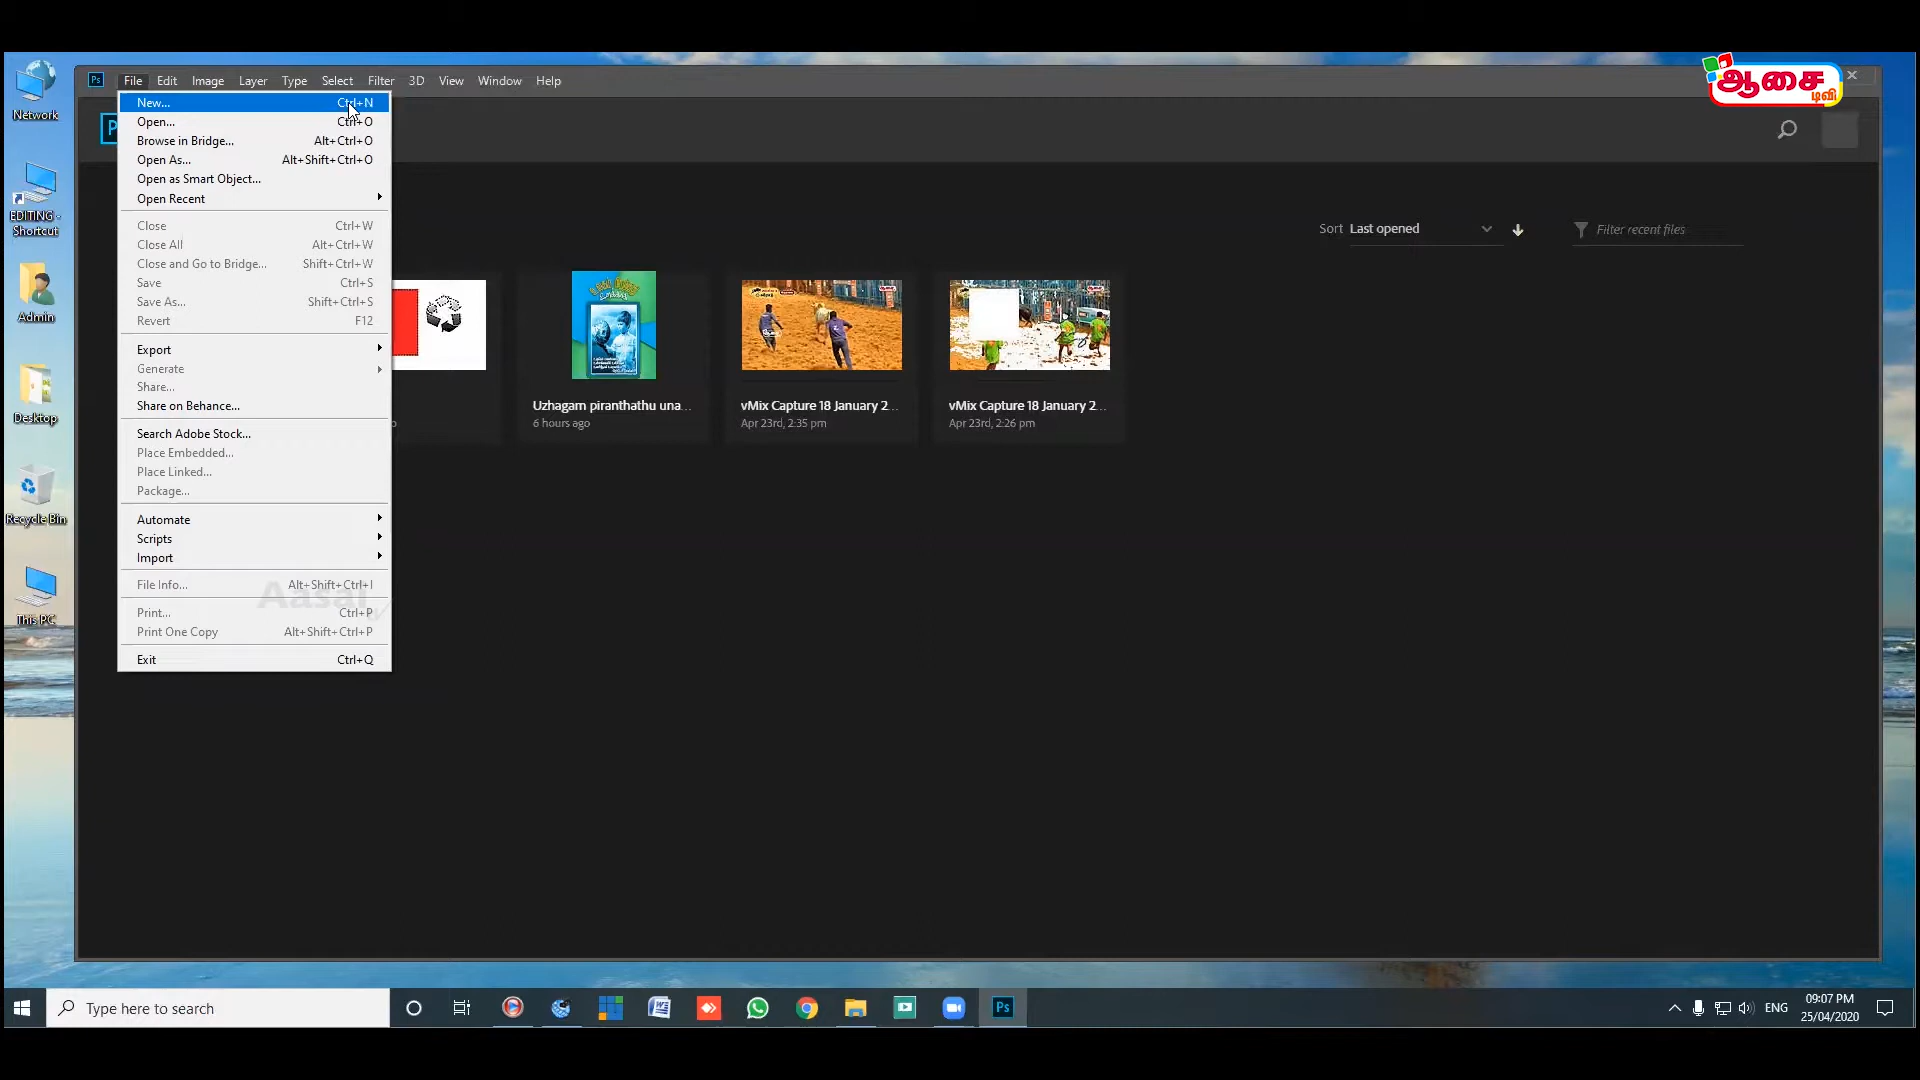 Ps File Edit Image Layer Type Select Filter 3D View Window Help
ஆசை
டிவி
New... Ctrl+N
Open... Ctrl+O
Browse in Bridge... Alt+Ctrl+O
Open As... Alt+Shift+Ctrl+O
Open as Smart Object...
Open Recent
Close Ctrl+W
Close All Alt+Ctrl+W
Close and Go to Bridge... Shift+Ctrl+W
Save Ctrl+S
Save As... Shift+Ctrl+S
Revert F12
Export
Generate
Share...
Share on Behance...
Search Adobe Stock...
Place Embedded...
Place Linked...
Package...
Automate
Scripts
Import
File Info... Alt+Shift+Ctrl+I
Print... Ctrl+P
Print One Copy Alt+Shift+Ctrl+P
Exit Ctrl+Q
Aasai
Sort Last opened
Filter recent files
Uzhagam piranthathu una...
6 hours ago
vMix Capture 18 January 2...
Apr 23rd, 2:35 pm
vMix Capture 18 January 2...
Apr 23rd, 2:26 pm
Network
EDITING -
Shortcut
Admin
Desktop
Recycle Bin
This PC
Type here to search
Ps
ENG
09:07 PM
25/04/2020